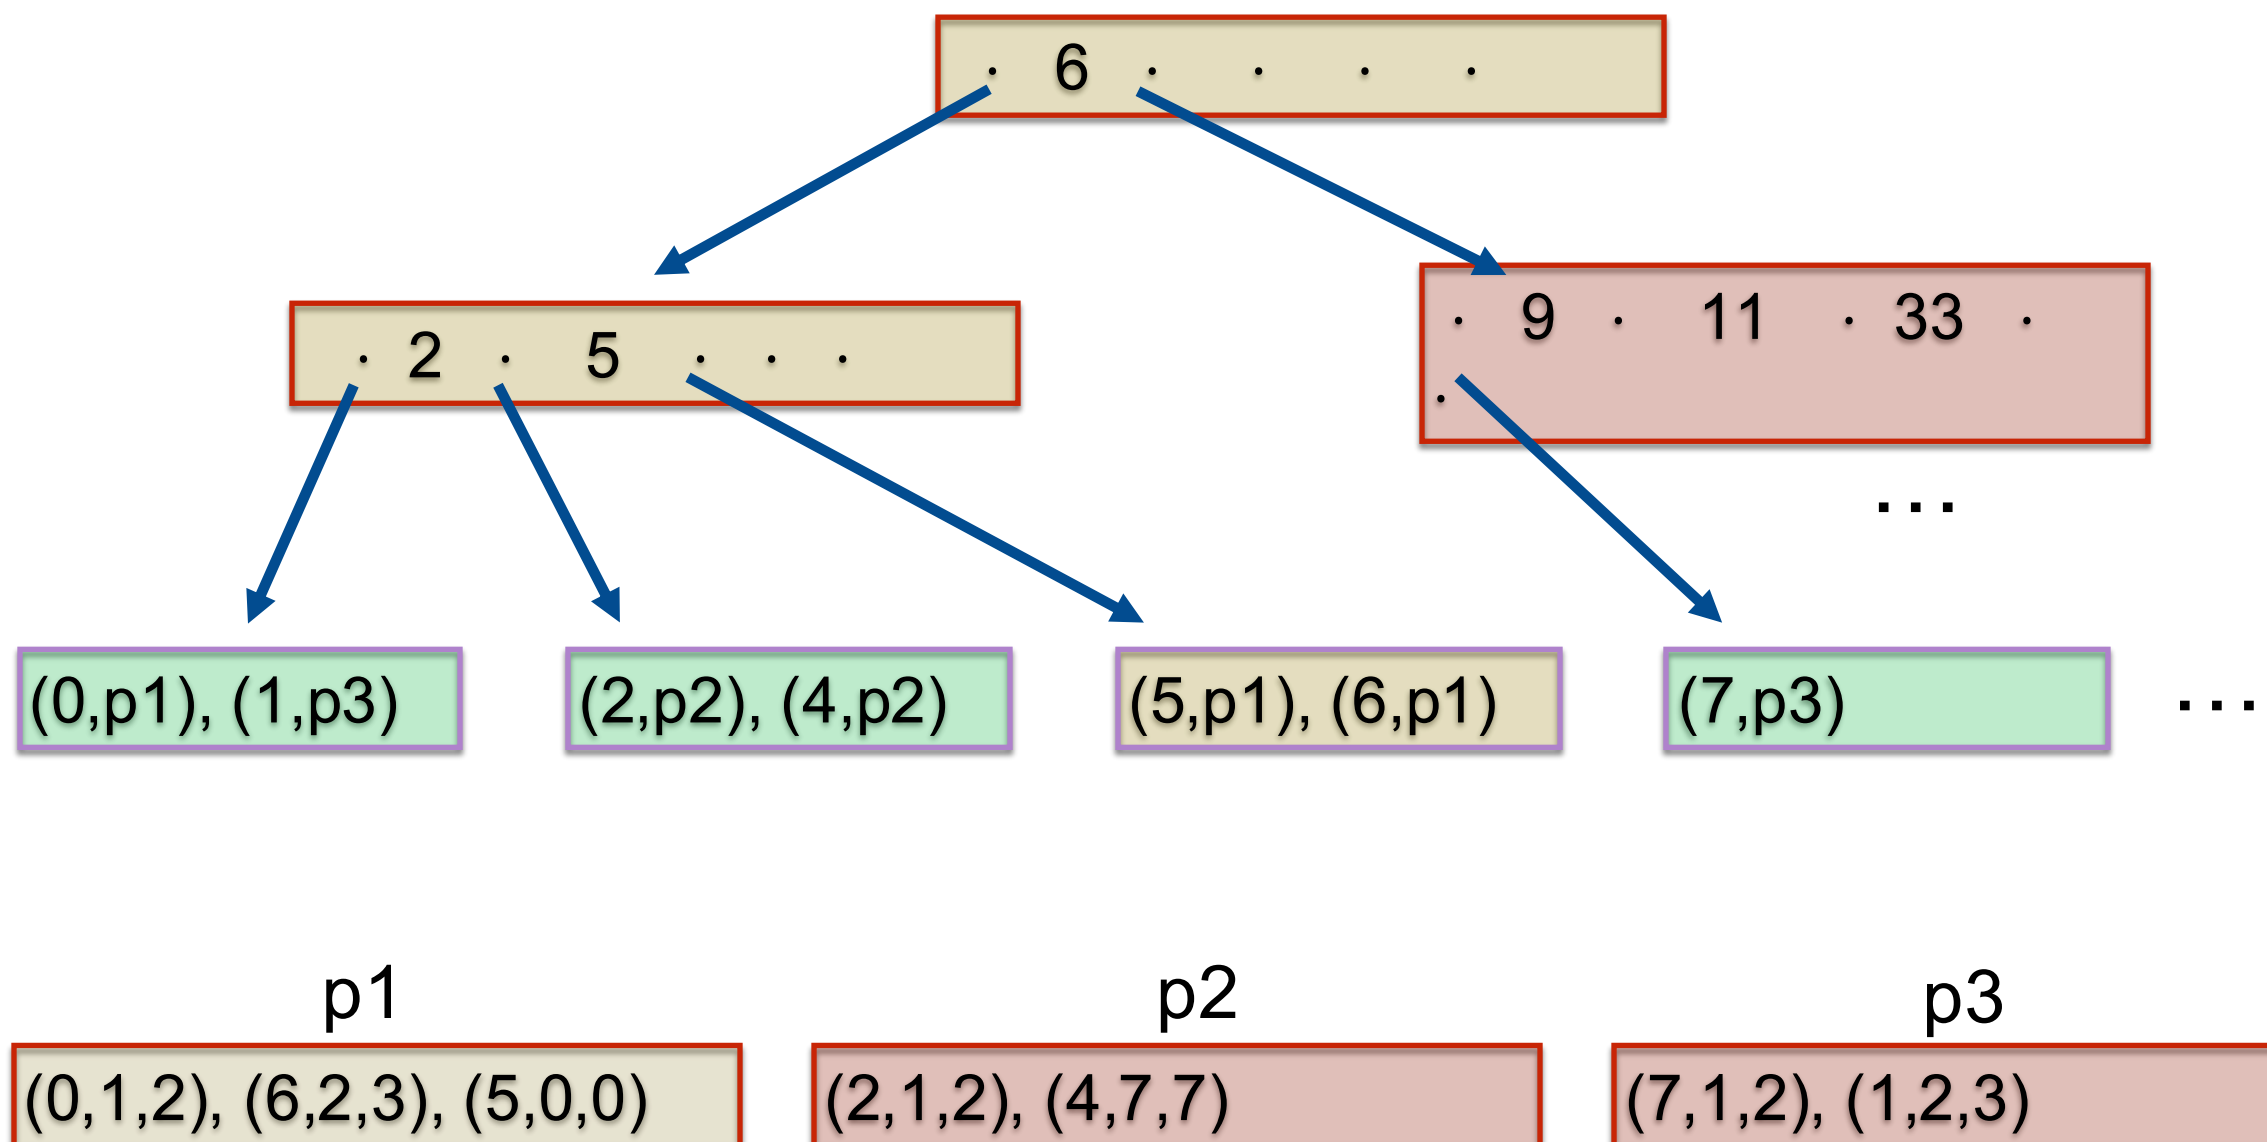 · 6 · · · ·
· 2 · 5 · · ·
· 9 · 11 · 33 ·
·
...
(0,p1), (1,p3)
(2,p2), (4,p2)
(5,p1), (6,p1)
(7,p3)
...
p1
p2
p3
(0,1,2), (6,2,3), (5,0,0)
(2,1,2), (4,7,7)
(7,1,2), (1,2,3)